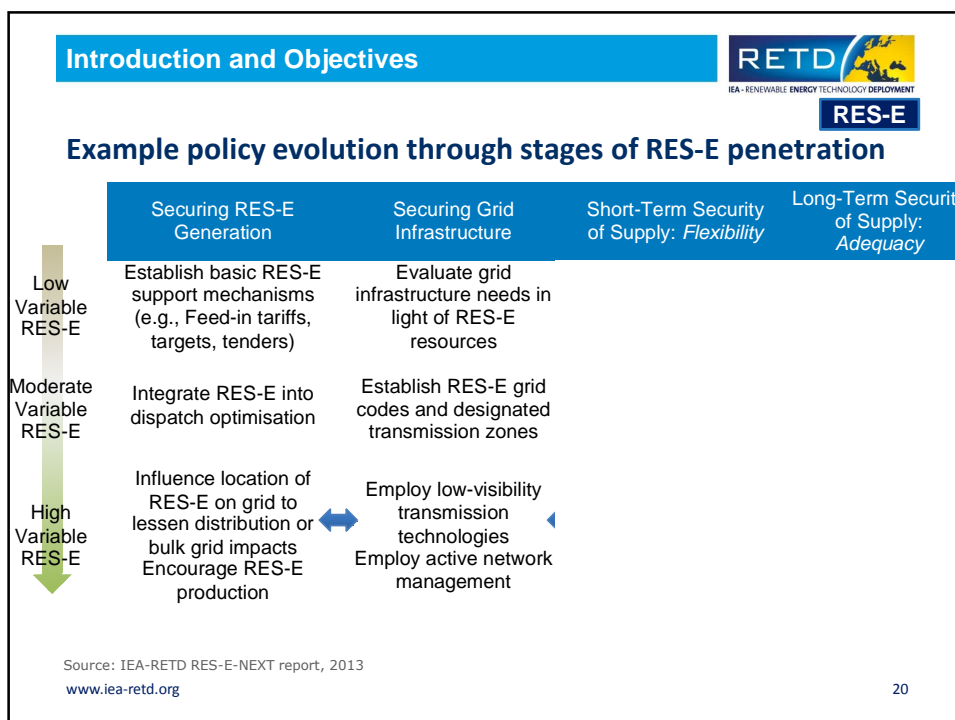 Introduction and Objectives
RETD
IEA - RENEWABLE ENERGY TECHNOLOGY DEPLOYMENT
RES-E
Example policy evolution through stages of RES-E penetration
Securing RES-E
Generation
Securing Grid
Infrastructure
Short-Term Security
of Supply: Flexibility
Long-Term Securit
of Supply:
Adequacy
Low
Variable
RES-E
Establish basic RES-E
support mechanisms
(e.g., Feed-in tariffs,
targets, tenders)
Evaluate grid
infrastructure needs in
light of RES-E
resources
Moderate
Variable
RES-E
Integrate RES-E into
dispatch optimisation
Establish RES-E grid
codes and designated
transmission zones
High
Variable
RES-E
Influence location of
RES-E on grid to
lessen distribution or
bulk grid impacts
Encourage RES-E
production
Employ low-visibility
transmission
technologies
Employ active network
management
Source: IEA-RETD RES-E-NEXT report, 2013
www.iea-retd.org
20